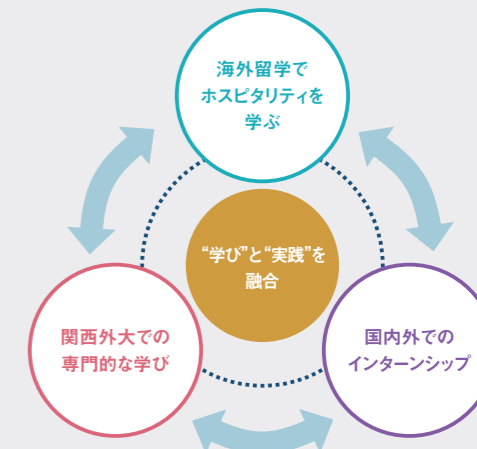 海外留学で
ホスピタリティを
学ぶ
“学び”と“実践”を
融合
関西外大での
専門的な学び
国内外での
インターンシップ